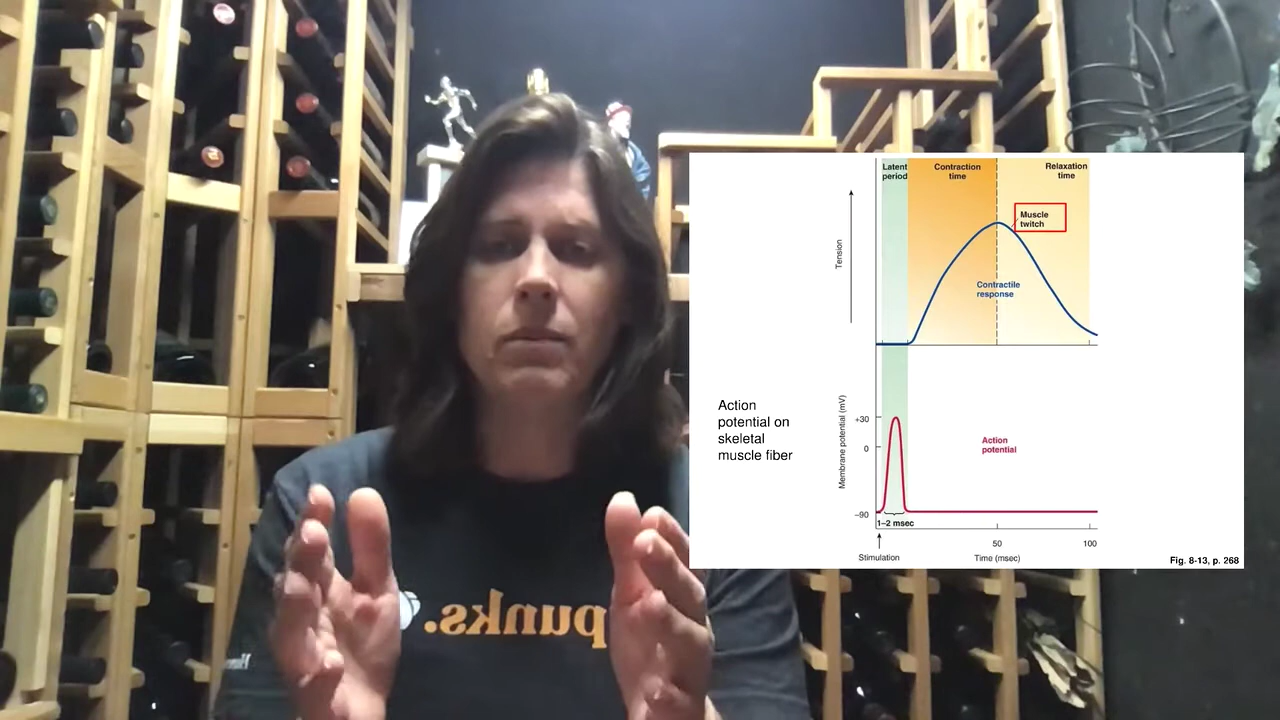 Latent
period
Contraction
time
Relaxation
time
Muscle
twitch
Tension
Contractile
response
Action
potential on
skeletal
muscle fiber
Membrane potential (mV)
+30
0
–90
Action
potential
1–2 msec
50
100
Stimulation
Time (msec)
Fig. 8-13, p. 268
punks.